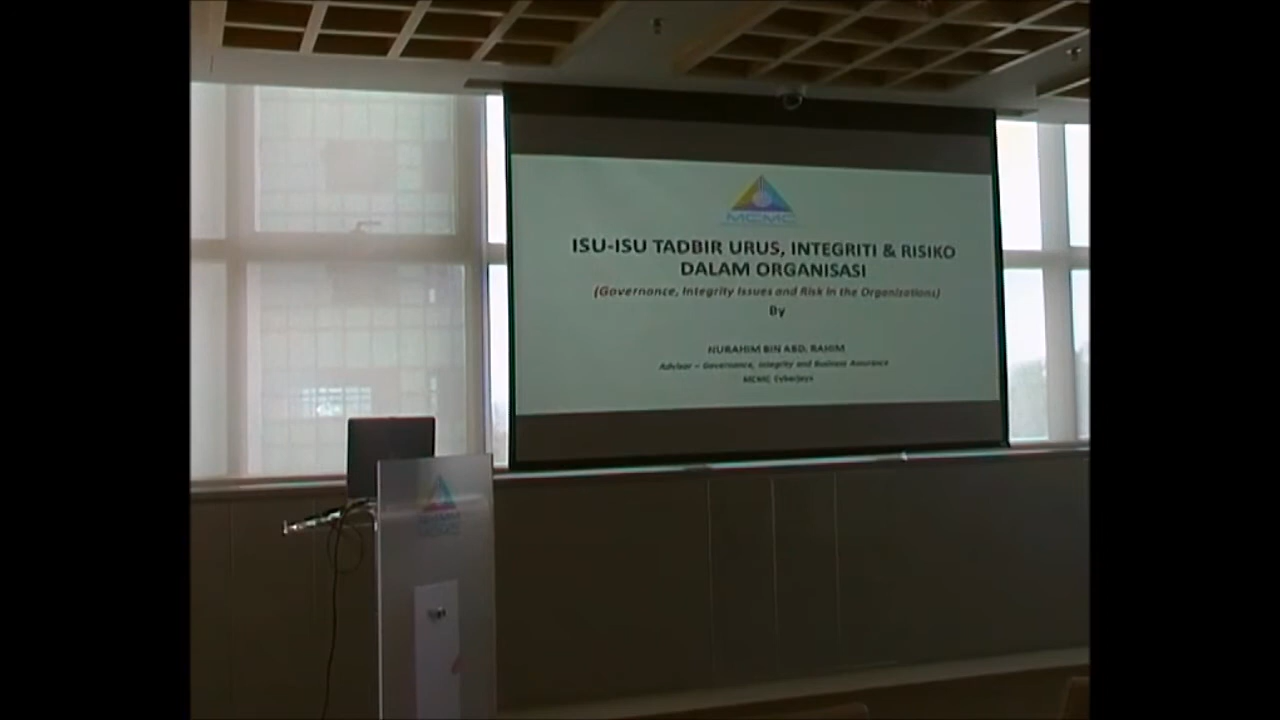 MCMC
ISU-ISU TADBIR URUS, INTEGRITI & RISIKO
DALAM ORGANISASI
(Governance, Integrity Issues and Risk in the Organizations)
By
NURAHIM BIN ABD. RAHIM
Advisor – Governance, Integrity and Business Assurance
MCMC Cyberjaya